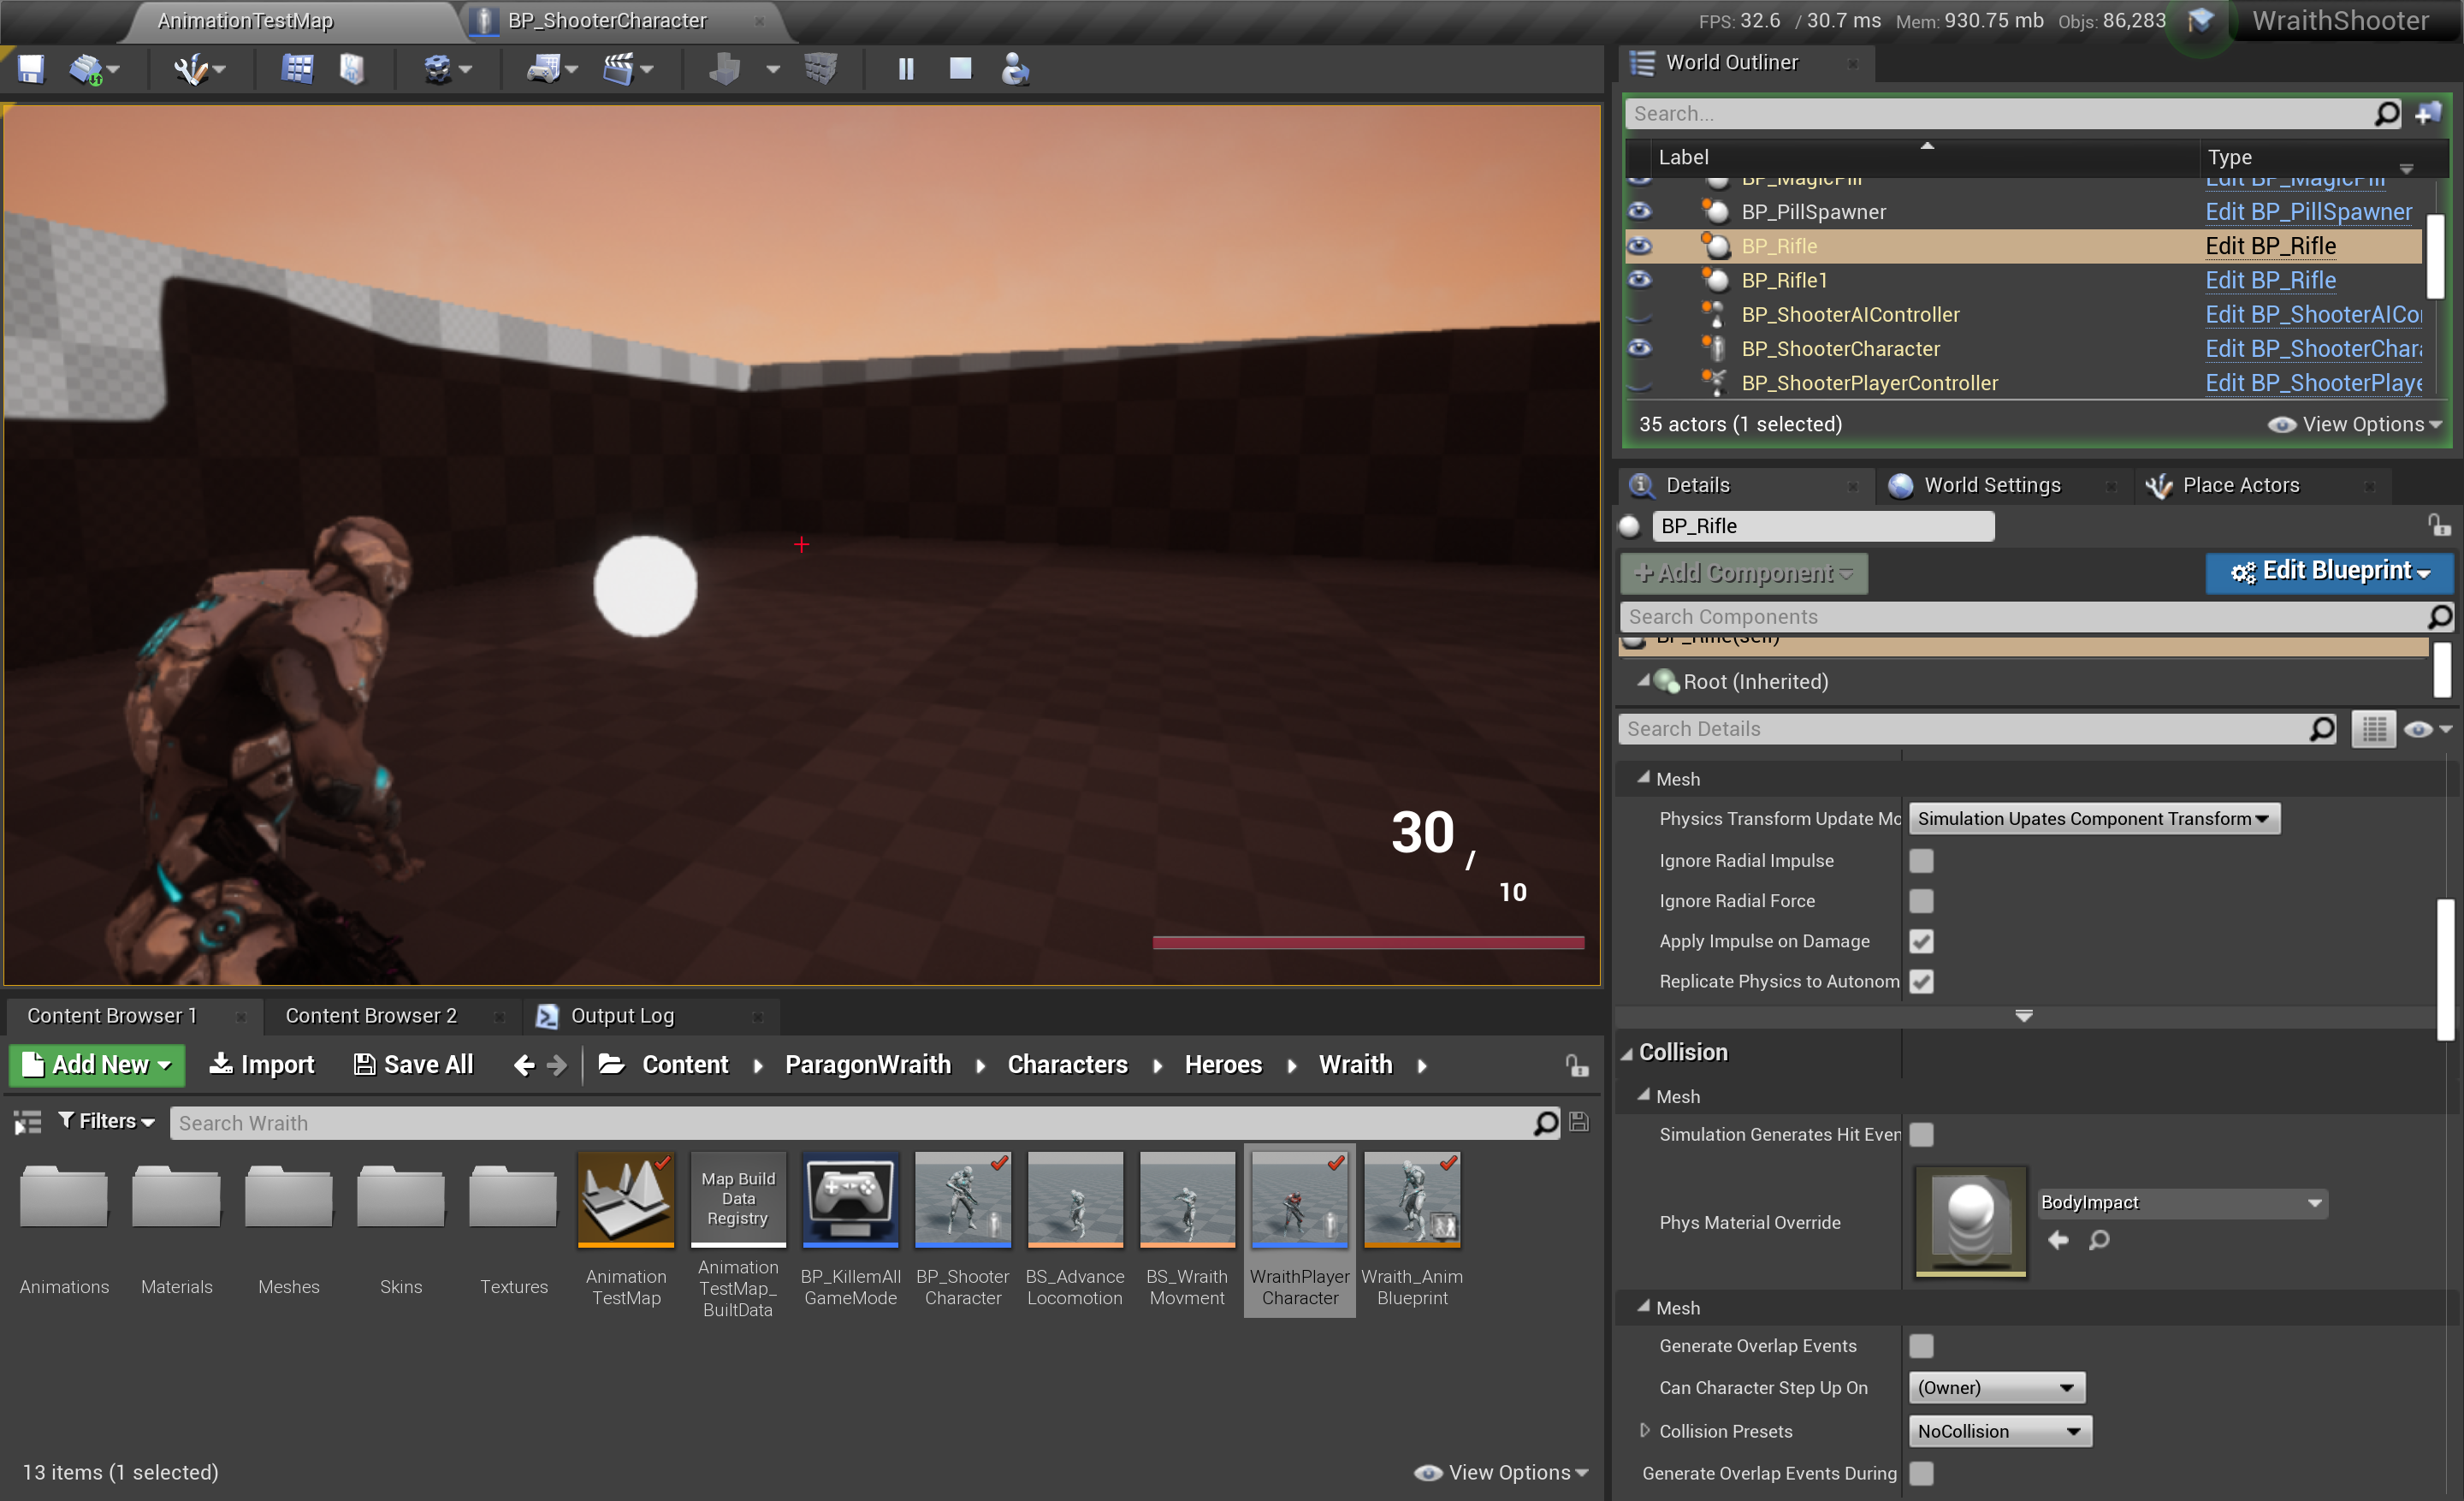 AnimationTestMap
BP_ShooterCharacter
FPS: 32.6 / 30.7 ms Mem: 930.75 mb Objs: 86,283
WraithShooter
World Outliner
Search...
Label
Type
BP_MagicPill
Edit BP_MagicPill
BP_PillSpawner
Edit BP_PillSpawner
BP_Rifle
Edit BP_Rifle
BP_Rifle1
Edit BP_Rifle
BP_ShooterAIController
Edit BP_ShooterAICo
BP_ShooterCharacter
Edit BP_ShooterChar
BP_ShooterPlayerController
Edit BP_ShooterPlaye
35 actors (1 selected)
View Options
Details
World Settings
Place Actors
BP_Rifle
Add Component
Edit Blueprint
Search Components
BP_Rifle(self)
Root (Inherited)
Search Details
Mesh
Physics Transform Update Mo
Simulation Upates Component Transform
Ignore Radial Impulse
Ignore Radial Force
Apply Impulse on Damage
Replicate Physics to Autonom
Collision
Mesh
Simulation Generates Hit Even
Phys Material Override
BodyImpact
Mesh
Generate Overlap Events
Can Character Step Up On
(Owner)
Collision Presets
NoCollision
Generate Overlap Events During
30
/
10
Content Browser 1
Content Browser 2
Output Log
Add New
Import
Save All
Content
ParagonWraith
Characters
Heroes
Wraith
Filters
Search Wraith
Animations
Materials
Meshes
Skins
Textures
Animation
TestMap
Map Build
Data
Registry
Animation
TestMap_
BuiltData
BP_KillemAll
GameMode
BP_Shooter
Character
BS_Advance
Locomotion
BS_Wraith
Movment
WraithPlayer
Character
Wraith_Anim
Blueprint
13 items (1 selected)
View Options